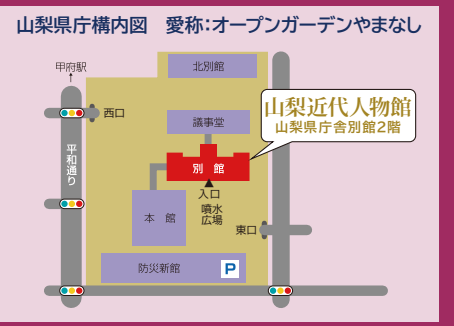 山梨県庁構内図　愛称:オープンガーデンやまなし
甲府駅
北別館
西口
議事堂
山梨近代人物館
山梨県庁舎別館2階
平和通り
別館
入口
噴水
広場
本館
東口
防災新館
P